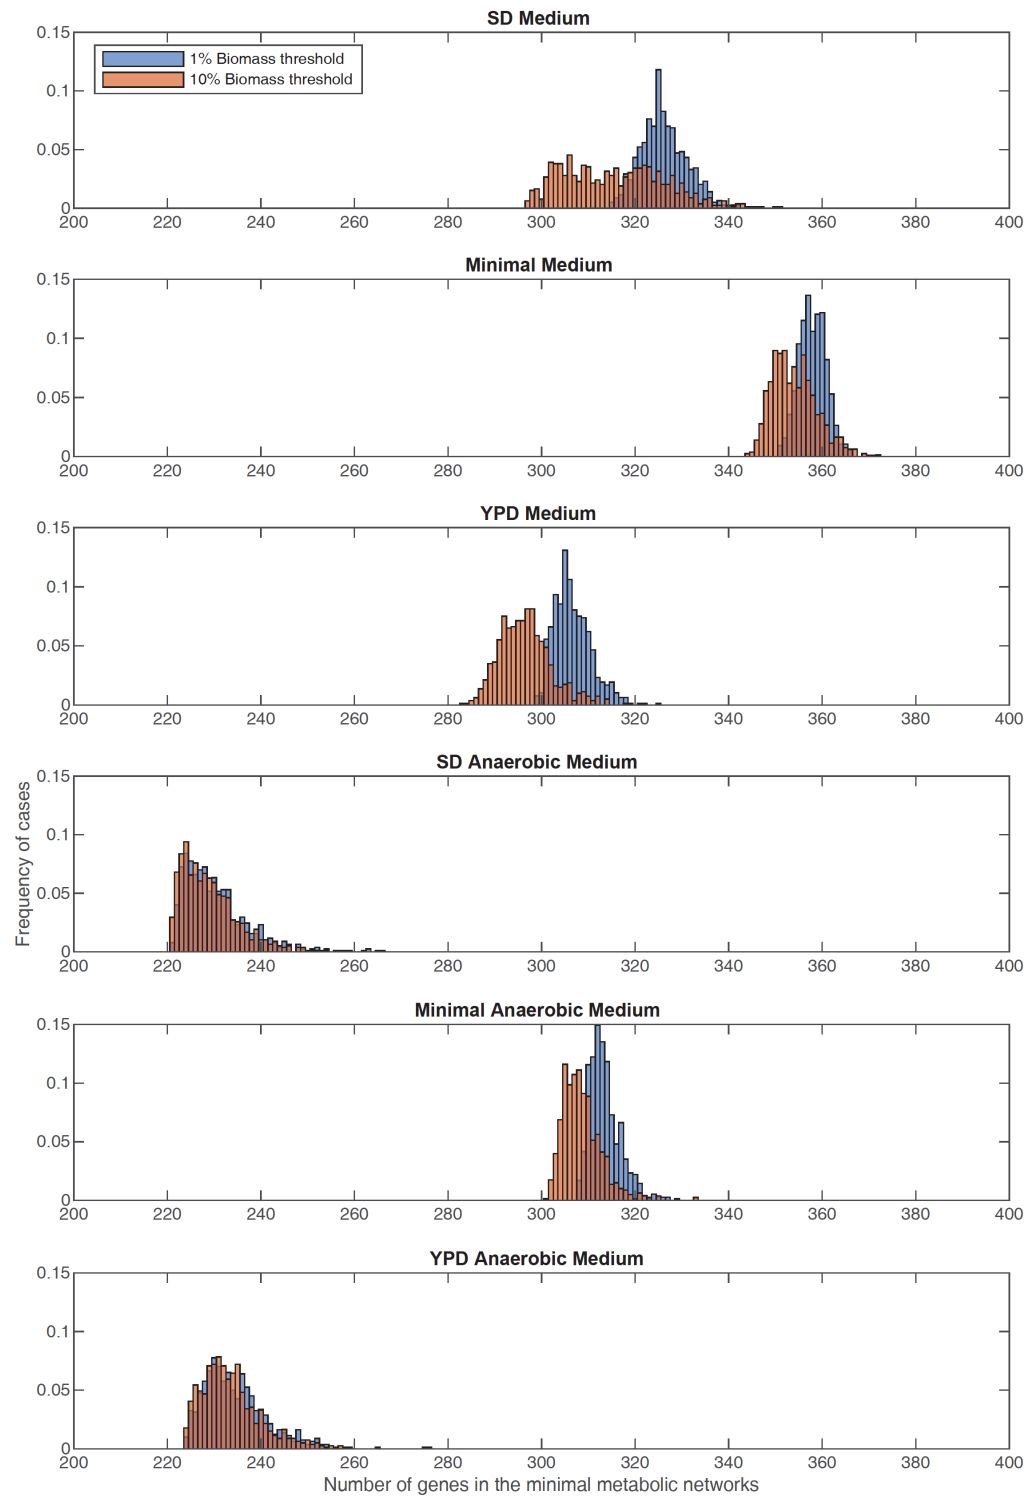 SD Medium
0.15
0.1
0.05
0
1% Biomass threshold
10% Biomass threshold
200 220 240 260 280 300 320 340 360 380 400
Minimal Medium
0.15
0.1
0.05
0
200 220 240 260 280 300 320 340 360 380 400
YPD Medium
0.15
0.1
0.05
0
200 220 240 260 280 300 320 340 360 380 400
SD Anaerobic Medium
0.15
0.1
0.05
0
Frequency of cases
200 220 240 260 280 300 320 340 360 380 400
Minimal Anaerobic Medium
0.15
0.1
0.05
0
200 220 240 260 280 300 320 340 360 380 400
YPD Anaerobic Medium
0.15
0.1
0.05
0
200 220 240 260 280 300 320 340 360 380 400
Number of genes in the minimal metabolic networks